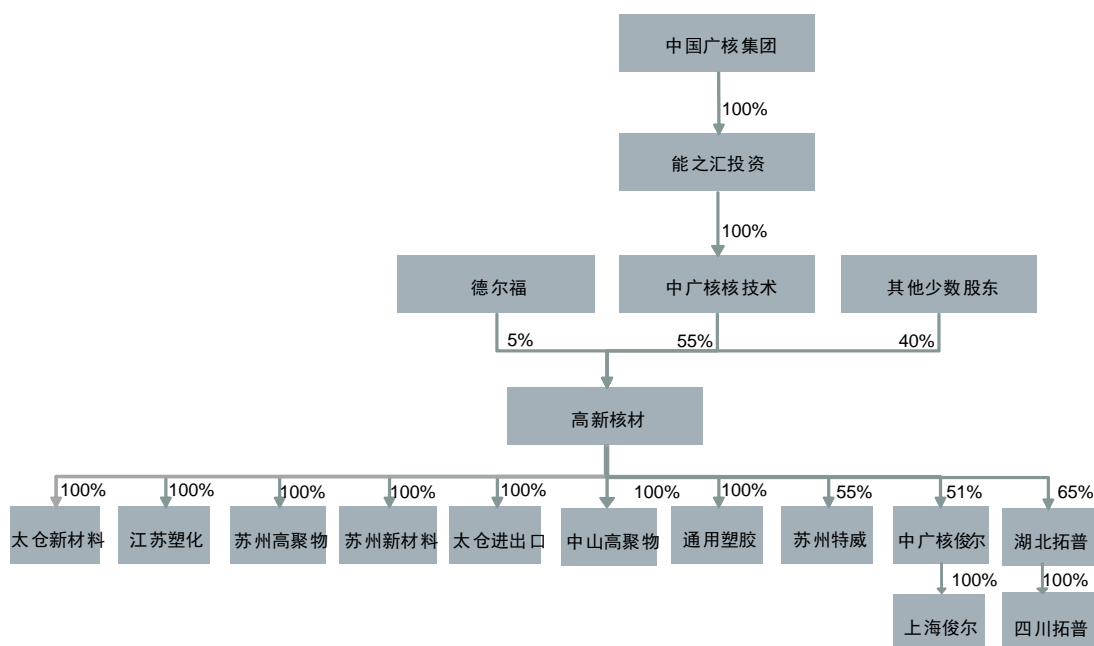 中国广核集团
100%
能之汇投资
100%
德尔福
中广核核技术
其他少数股东
5%
55%
40%
高新核材
100%
100%
100%
100%
100%
100%
100%
55%
51%
65%
太仓新材料
江苏塑化
苏州高聚物
苏州新材料
太仓进出口
中山高聚物
通用塑胶
苏州特威
中广核俊尔
湖北拓普
100%
100%
上海俊尔
四川拓普